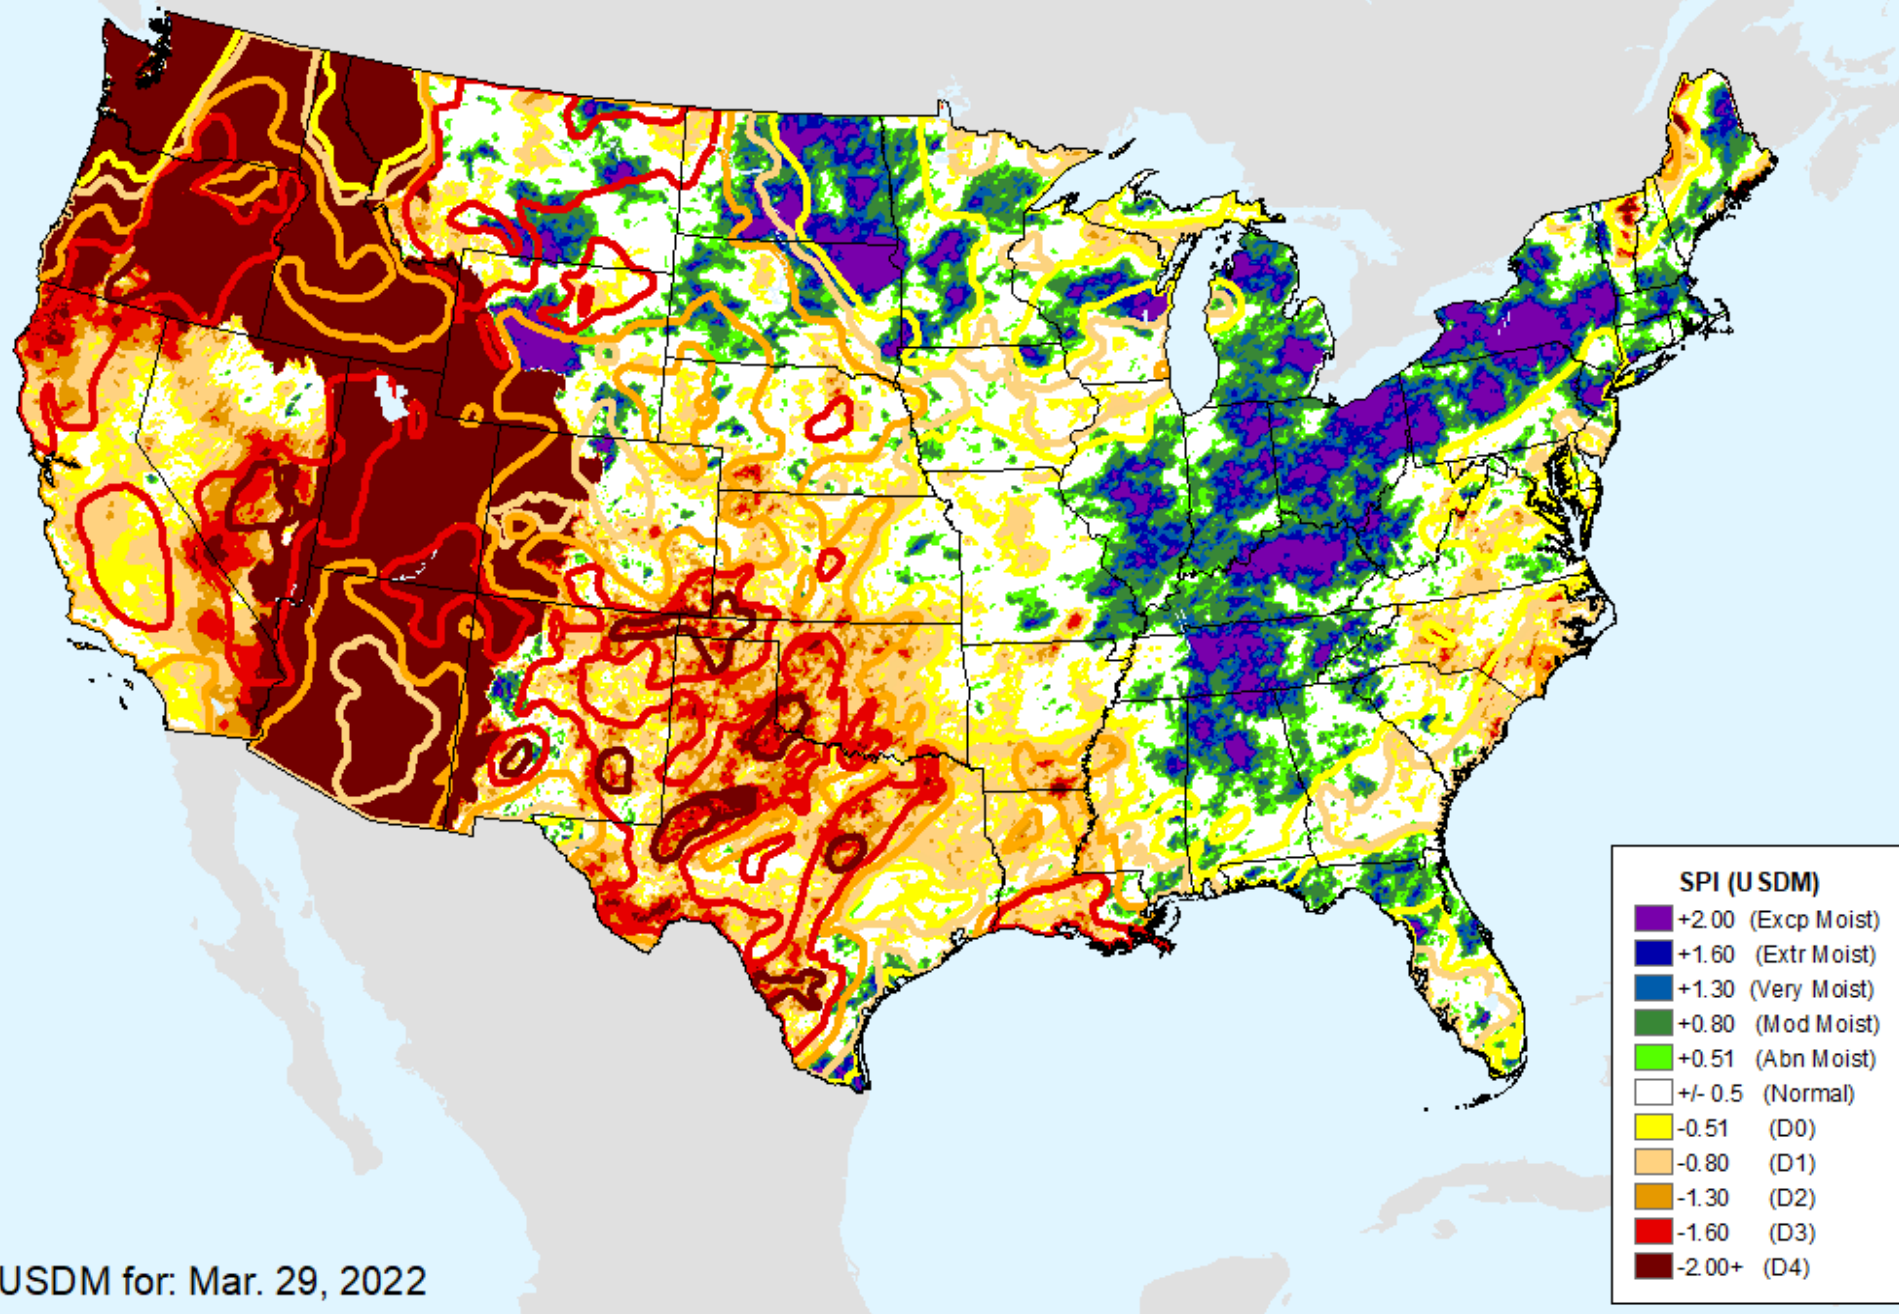 SPI (USDM)
+2.00 (Excp Moist)
+1.60 (Extr Moist)
+1.30 (Very Moist)
+0.80 (Mod Moist)
+0.51 (Abn Moist)
+/- 0.5 (Normal)
-0.51 (D0)
-0.80 (D1)
-1.30 (D2)
-1.60 (D3)
-2.00+ (D4)
USDM for: Mar. 29, 2022